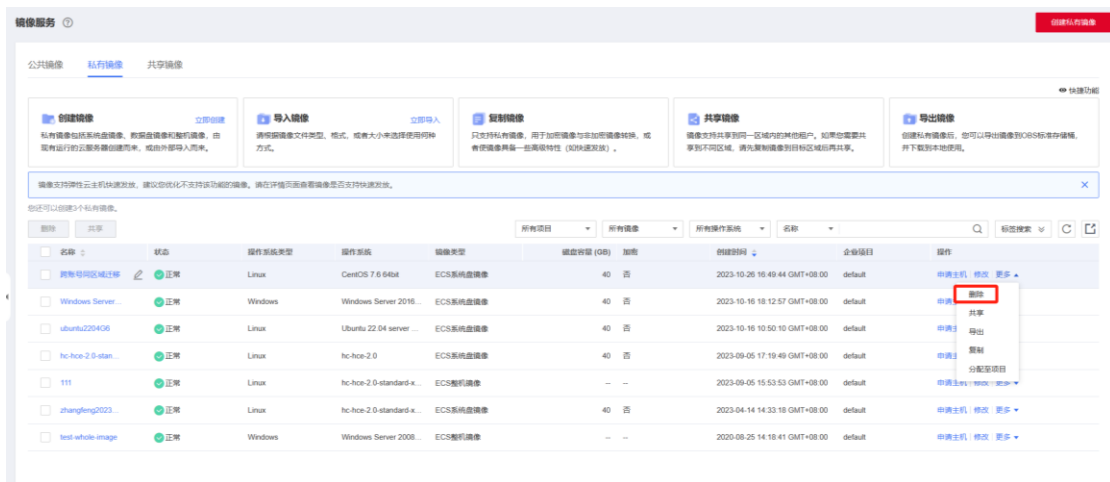 镜像服务
创建私有镜像
公共镜像 私有镜像 共享镜像
快捷功能
创建镜像 立即创建
私有镜像包括系统盘镜像、数据盘镜像和整机镜像，由
现有运行的云服务器创建而来，或由外部导入而来。
导入镜像 立即导入
请根据镜像文件类型、格式、或者大小来选择使用何种
方式。
复制镜像
只支持私有镜像，用于加密镜像与非加密镜像转换，或
者使镜像具备一些高级特性（如快速发放）。
共享镜像
镜像支持共享到同一区域内的其他租户。如果您需要共
享到不同区域，请先复制镜像到目标区域后再共享。
导出镜像
创建私有镜像后，您可以导出镜像到OBS标准存储桶，
并下载到本地使用。
镜像支持弹性云主机快速发放，建议您优化不支持该功能的镜像。请在详情页面查看镜像是否支持快速发放。
您还可以创建3个私有镜像。
删除 共享 所有项目 所有镜像 所有操作系统 名称 标签搜索
名称 状态 操作系统类型 操作系统 镜像类型 磁盘容量 (GB) 加密 创建时间 企业项目 操作
跨账号同区域迁移 正常 Linux CentOS 7.6 64bit ECS系统盘镜像 40 否 2023-10-26 16:49:44 GMT+08:00 default 申请主机 修改 更多
Windows Server... 正常 Windows Windows Server 2016... ECS系统盘镜像 40 否 2023-10-16 18:12:57 GMT+08:00 default 申请
ubuntu2204G6 正常 Linux Ubuntu 22.04 server ... ECS系统盘镜像 40 否 2023-10-16 10:50:10 GMT+08:00 default 申请
hc-hce-2.0-stan... 正常 Linux hc-hce-2.0 ECS系统盘镜像 40 否 2023-09-05 17:19:49 GMT+08:00 default 申请
111 正常 Linux hc-hce-2.0-standard-x... ECS整机镜像 -- -- 2023-09-05 15:53:53 GMT+08:00 default 申请主机 修改 更多
zhangfeng2023... 正常 Linux hc-hce-2.0-standard-x... ECS系统盘镜像 40 否 2023-04-14 14:33:18 GMT+08:00 default 申请主机 修改 更多
test-whole-image 正常 Windows Windows Server 2008... ECS整机镜像 -- -- 2020-08-25 14:18:41 GMT+08:00 default 申请主机 修改 更多
删除
共享
导出
复制
分配至项目